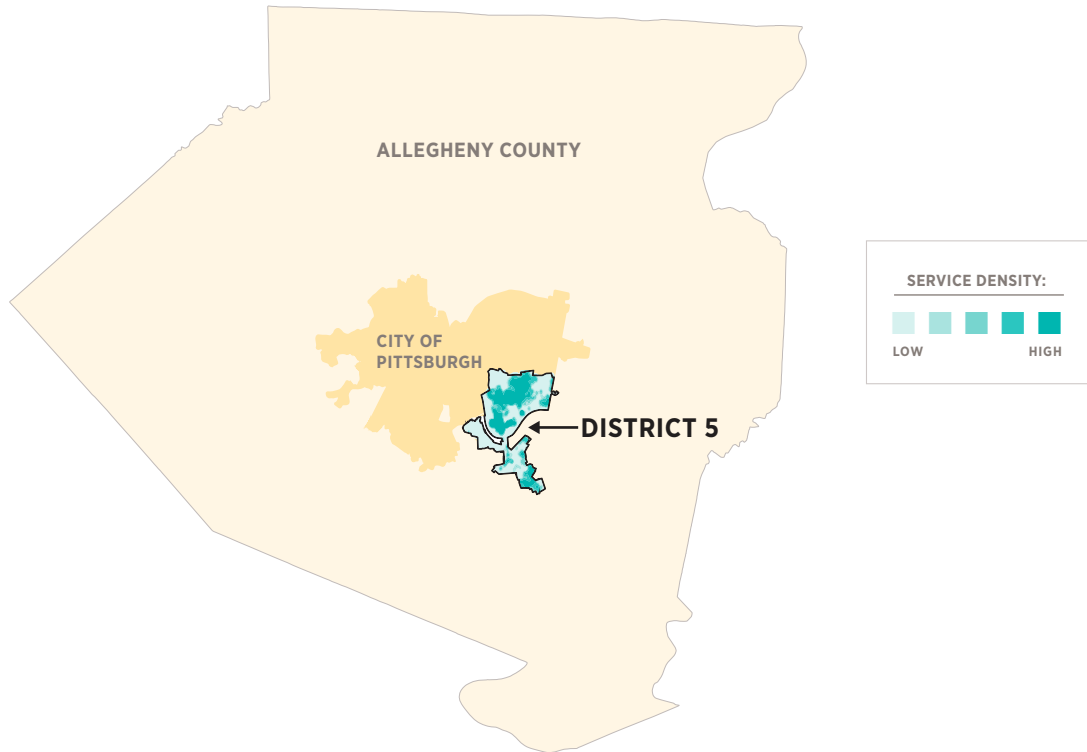 ALLEGHENY COUNTY
SERVICE DENSITY:
LOW HIGH
CITY OF
PITTSBURGH
DISTRICT 5